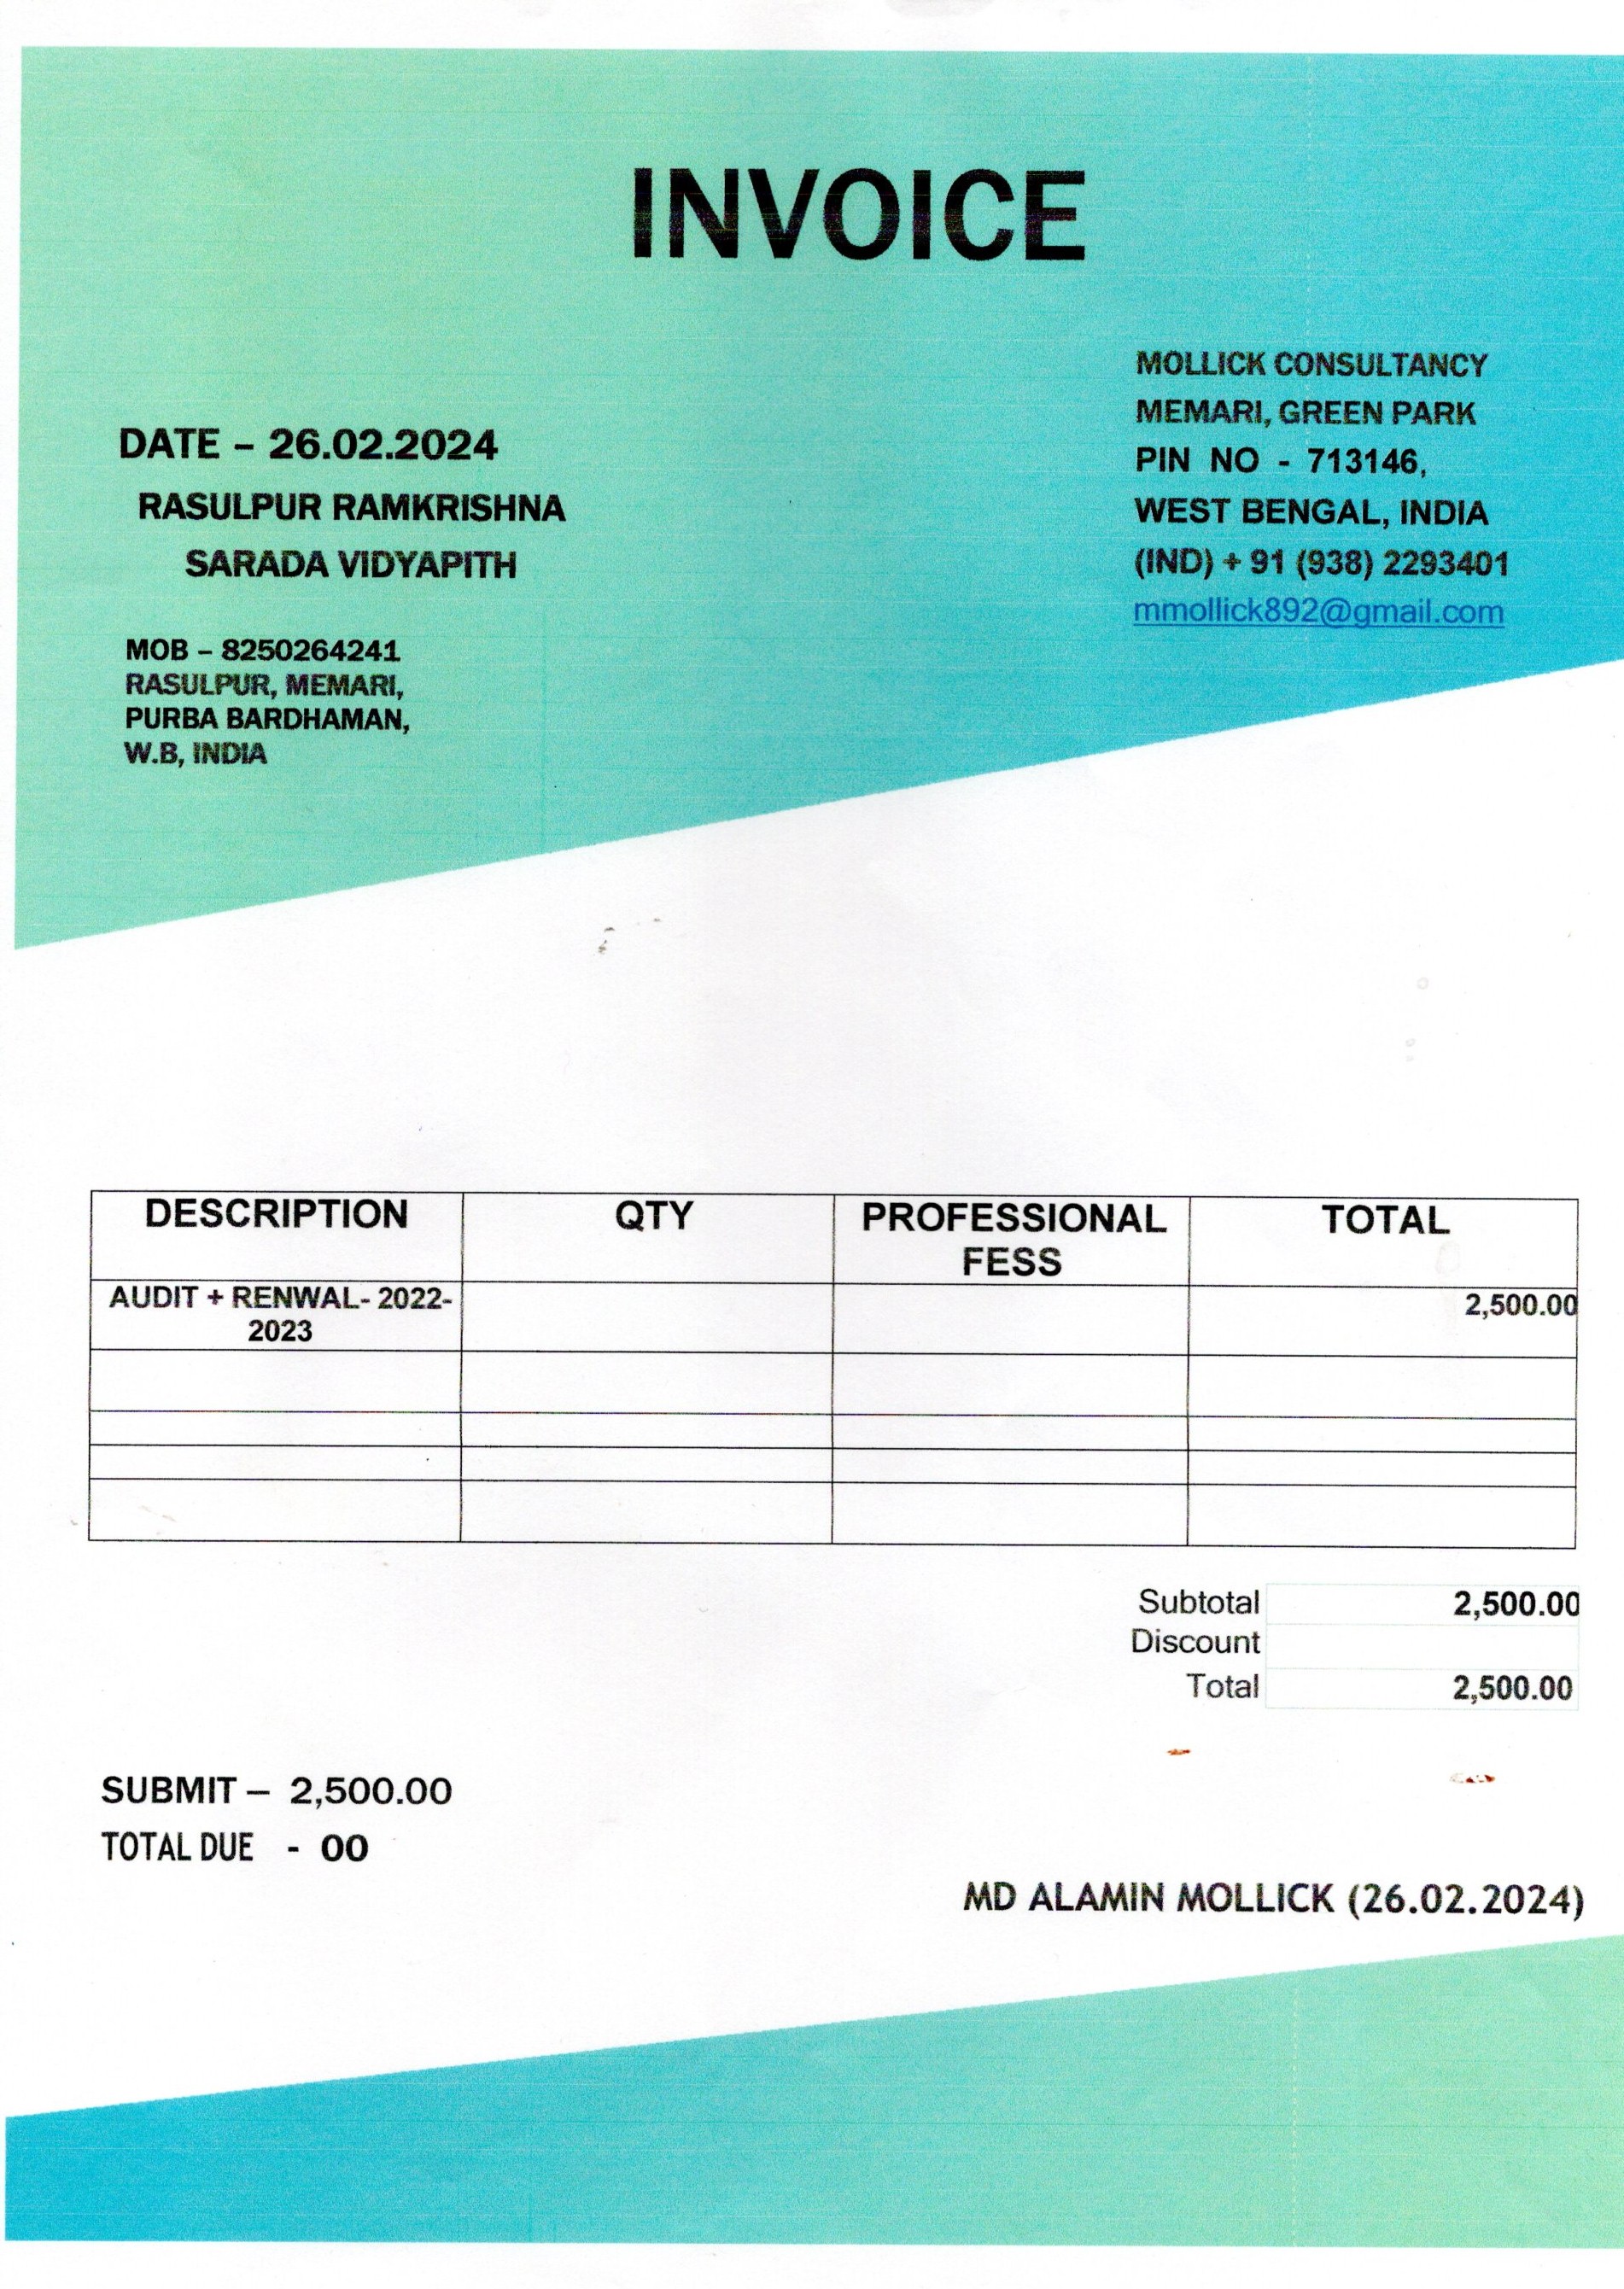 INVOICE
MOLLICK CONSULTANCY
MEMARI, GREEN PARK
PIN NO - 713146,
WEST BENGAL, INDIA
(IND) + 91 (938) 2293401
mmollick892@gmail.com
DATE – 26.02.2024
RASULPUR RAMKRISHNA
SARADA VIDYAPITH
MOB – 8250264241
RASULPUR, MEMARI,
PURBA BARDHAMAN,
W.B, INDIA
DESCRIPTION QTY PROFESSIONAL TOTAL
FESS
AUDIT + RENWAL- 2022- 2,500.00
2023
Subtotal 2,500.00
Discount
Total 2,500.00
SUBMIT – 2,500.00
TOTAL DUE - 00
MD ALAMIN MOLLICK (26.02.2024)